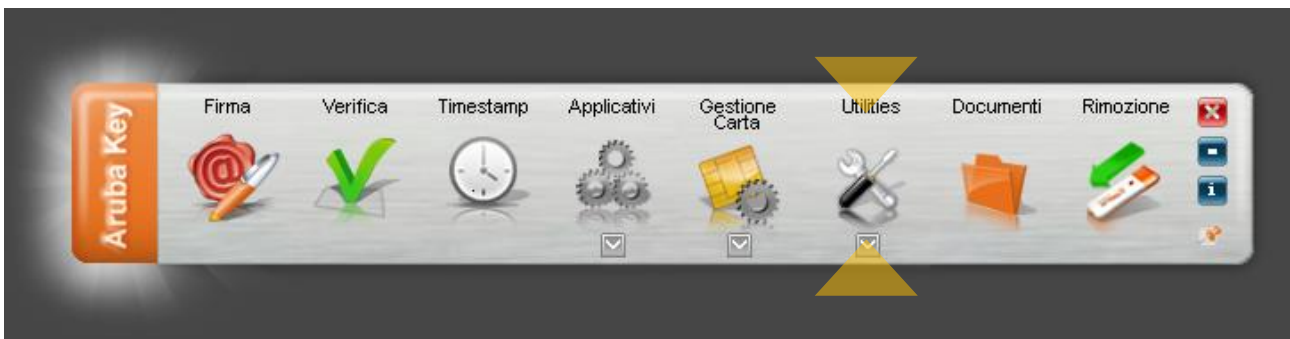 Aruba Key
Firma
Verifica
Timestamp
Applicativi
Gestione
Carta
Utilities
Documenti
Rimozione